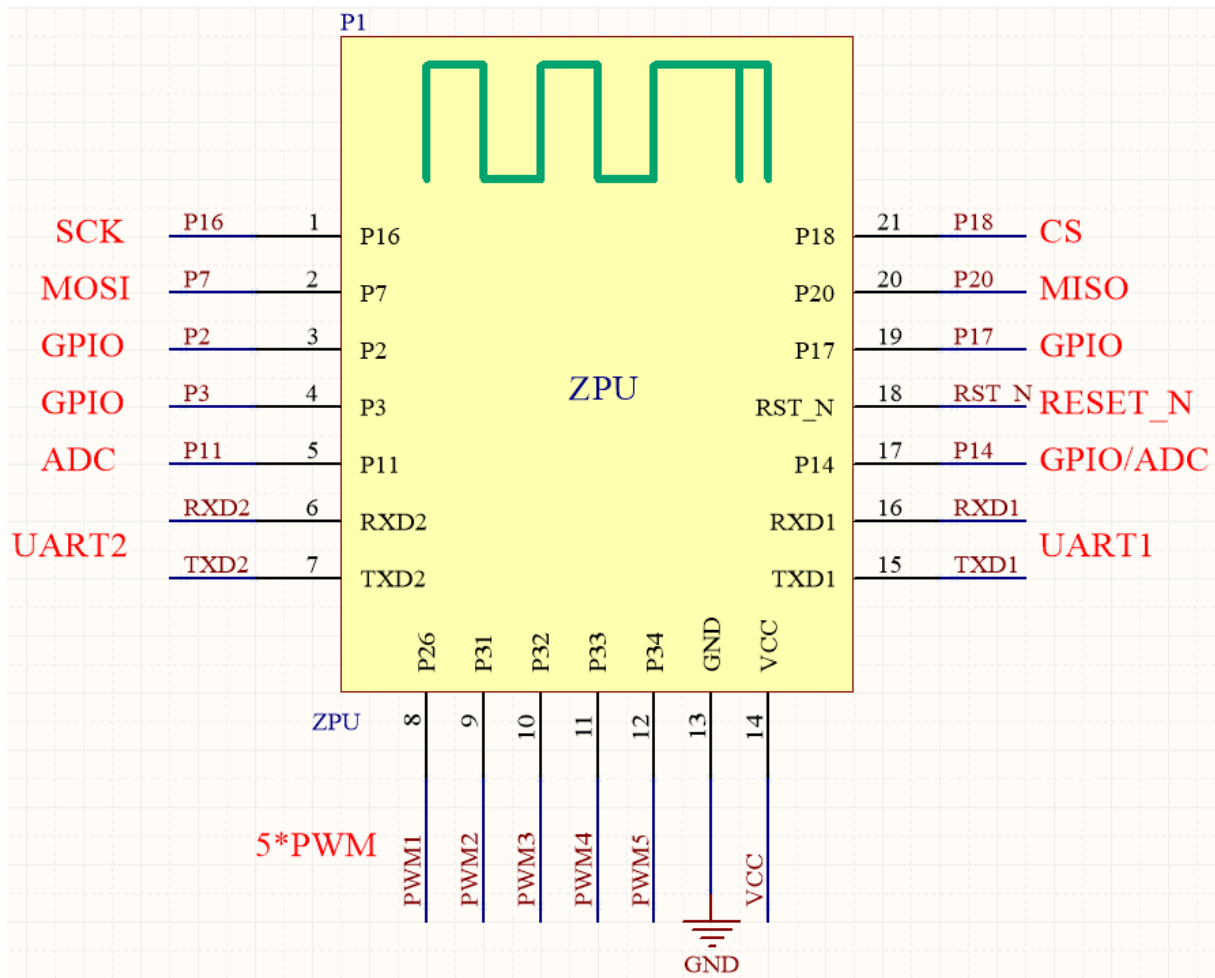 P1
SCK P16 1 P16 P18 21 P18 CS
MOSI P7 2 P7 P20 20 P20 MISO
GPIO P2 3 P2 P17 19 P17 GPIO
ZPU
GPIO P3 4 P3 RST_N 18 RST_N RESET_N
ADC P11 5 P11 P14 17 P14 GPIO/ADC
RXD2 6 RXD2 RXD1 16 RXD1
UART2 UART1
TXD2 7 TXD2 TXD1 15 TXD1
P26 P31 P32 P33 P34 GND VCC
ZPU 8 9 10 11 12 13 14
5*PWM PWM1 PWM2 PWM3 PWM4 PWM5 VCC
GND